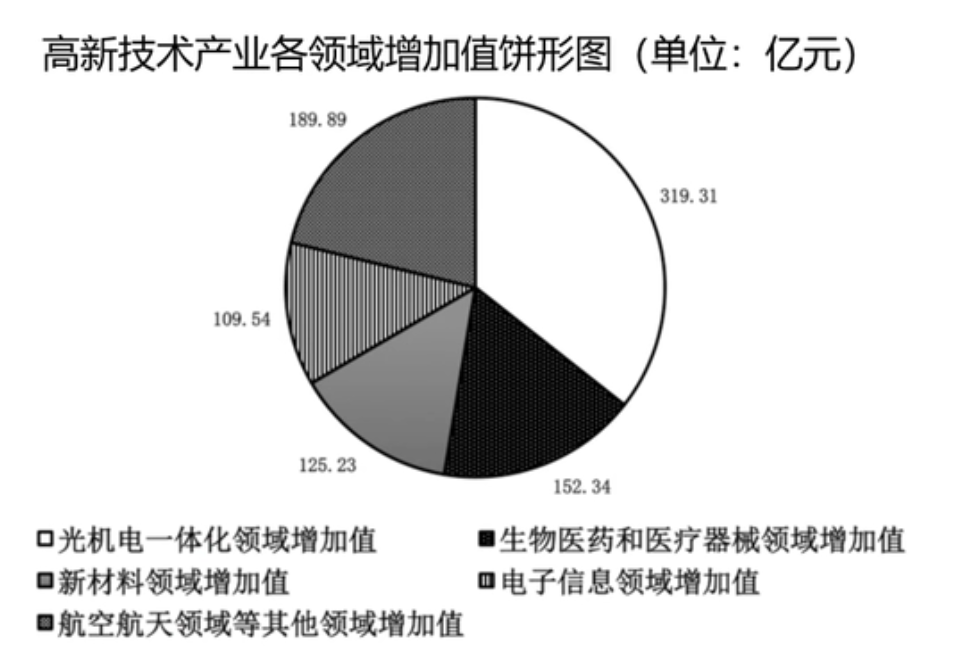 高新技术产业各领域增加值饼形图（单位：亿元）
189.89
319.31
109.54
125.23
152.34
光机电一体化领域增加值
生物医药和医疗器械领域增加值
新材料领域增加值
电子信息领域增加值
航空航天领域等其他领域增加值